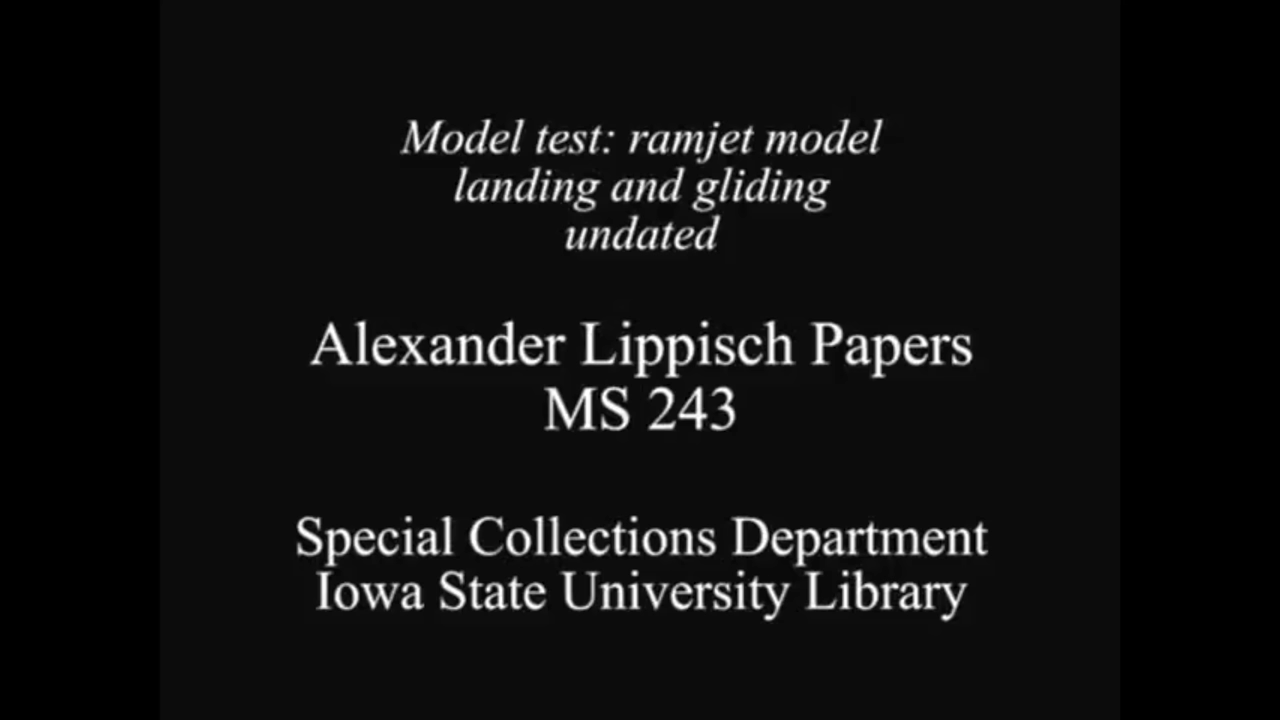 Model test: ramjet model
landing and gliding
undated
Alexander Lippisch Papers
MS 243
Special Collections Department
Iowa State University Library